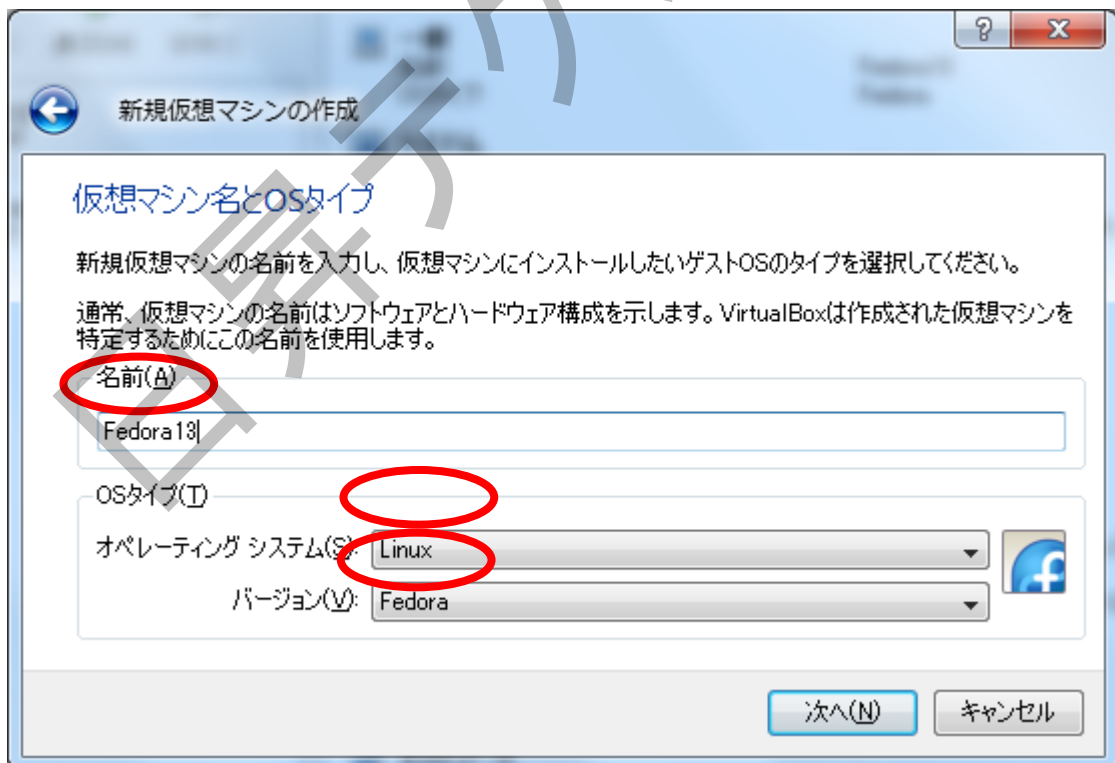 新規仮想マシンの作成
仮想マシン名とOSタイプ
新規仮想マシンの名前を入力し、仮想マシンにインストールしたいゲストOSのタイプを選択してください。
通常、仮想マシンの名前はソフトウェアとハードウェア構成を示します。VirtualBoxは作成された仮想マシンを
特定するためにこの名前を使用します。
名前(A)
Fedora13
OSタイプ(T)
オペレーティング システム(S): Linux
バージョン(V): Fedora
次へ(N) キャンセル